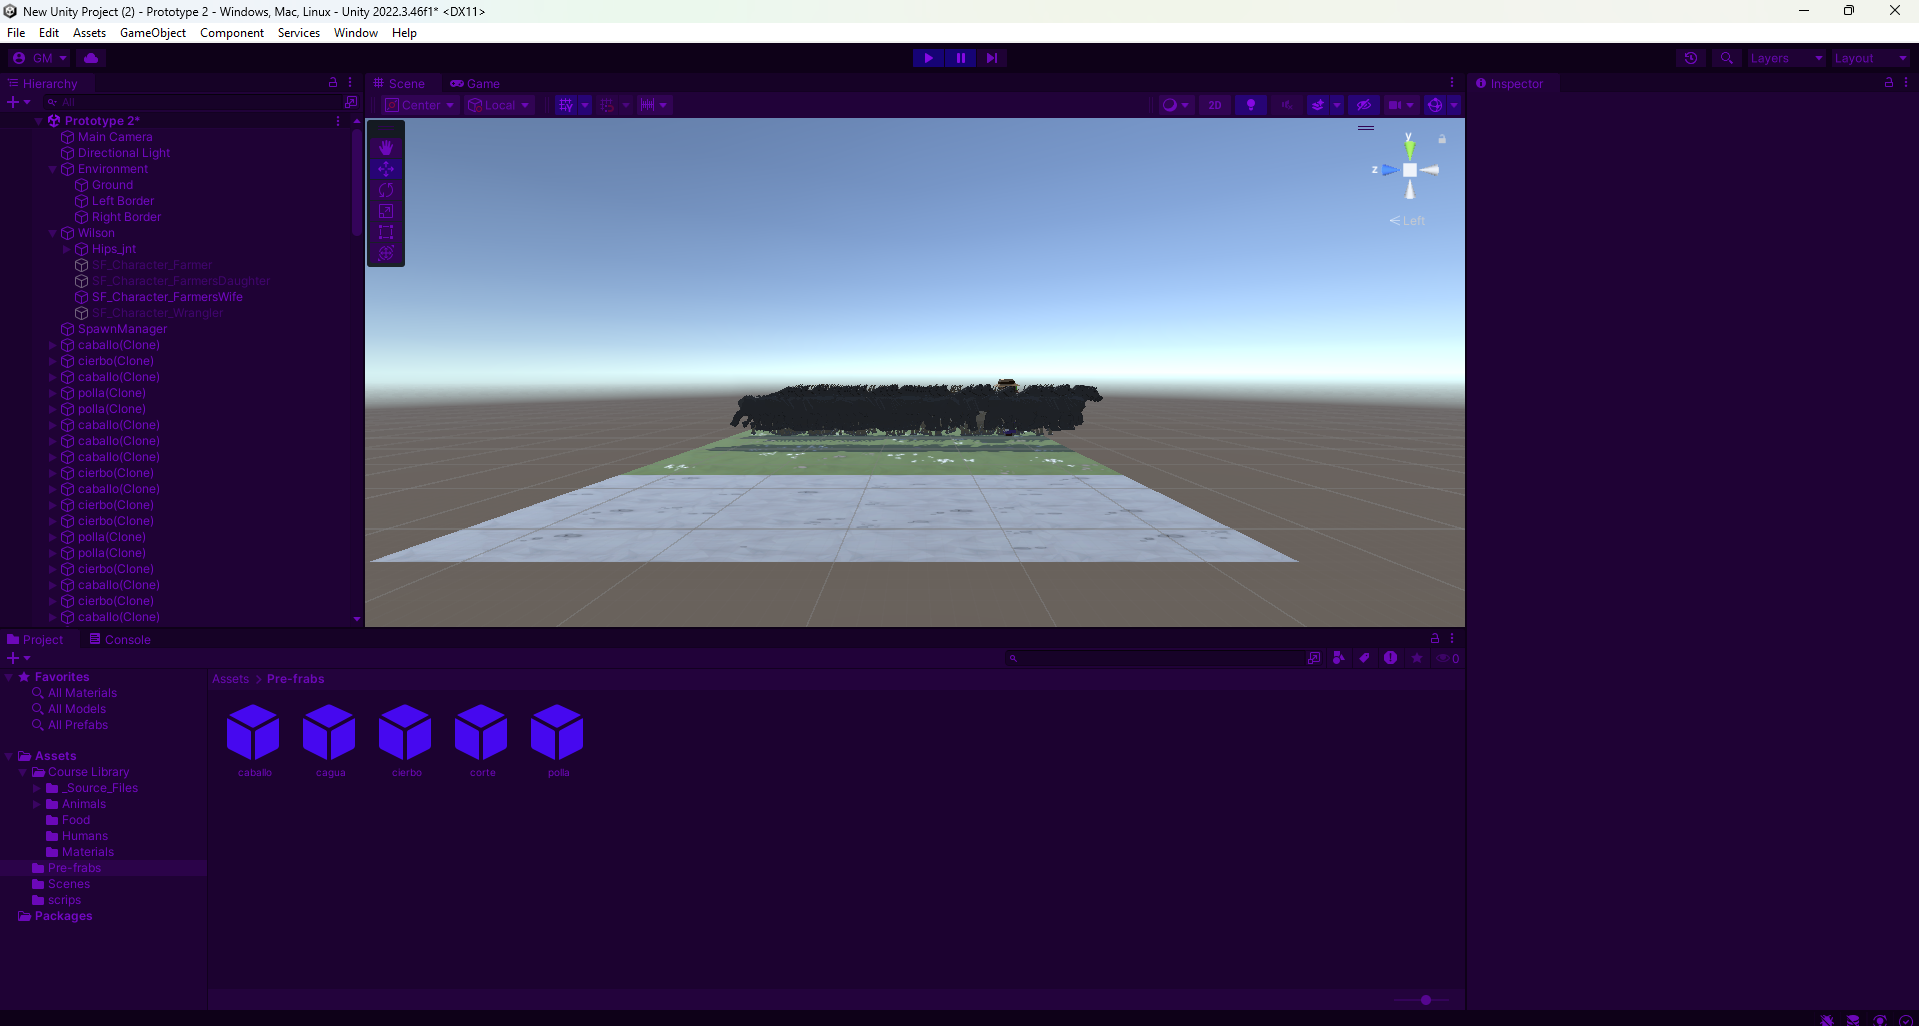 New Unity Project (2) - Prototype 2 - Windows, Mac, Linux - Unity 2022.3.46f1* <DX11>
File Edit Assets GameObject Component Services Window Help
GM
Layers Layout
Hierarchy
All
Prototype 2*
Main Camera
Directional Light
Environment
Ground
Left Border
Right Border
Wilson
Hips_jnt
SF_Character_Farmer
SF_Character_FarmersDaughter
SF_Character_FarmersWife
SF_Character_Wrangler
SpawnManager
caballo(Clone)
cierbo(Clone)
caballo(Clone)
polla(Clone)
polla(Clone)
caballo(Clone)
caballo(Clone)
caballo(Clone)
cierbo(Clone)
caballo(Clone)
cierbo(Clone)
cierbo(Clone)
polla(Clone)
polla(Clone)
cierbo(Clone)
caballo(Clone)
cierbo(Clone)
caballo(Clone)
Scene Game
Center Local 2D
y
z
Left
Inspector
Project Console
0
Favorites
All Materials
All Models
All Prefabs
Assets
Course Library
_Source_Files
Animals
Food
Humans
Materials
Pre-frabs
Scenes
scrips
Packages
Assets > Pre-frabs
caballo cagua cierbo corte polla